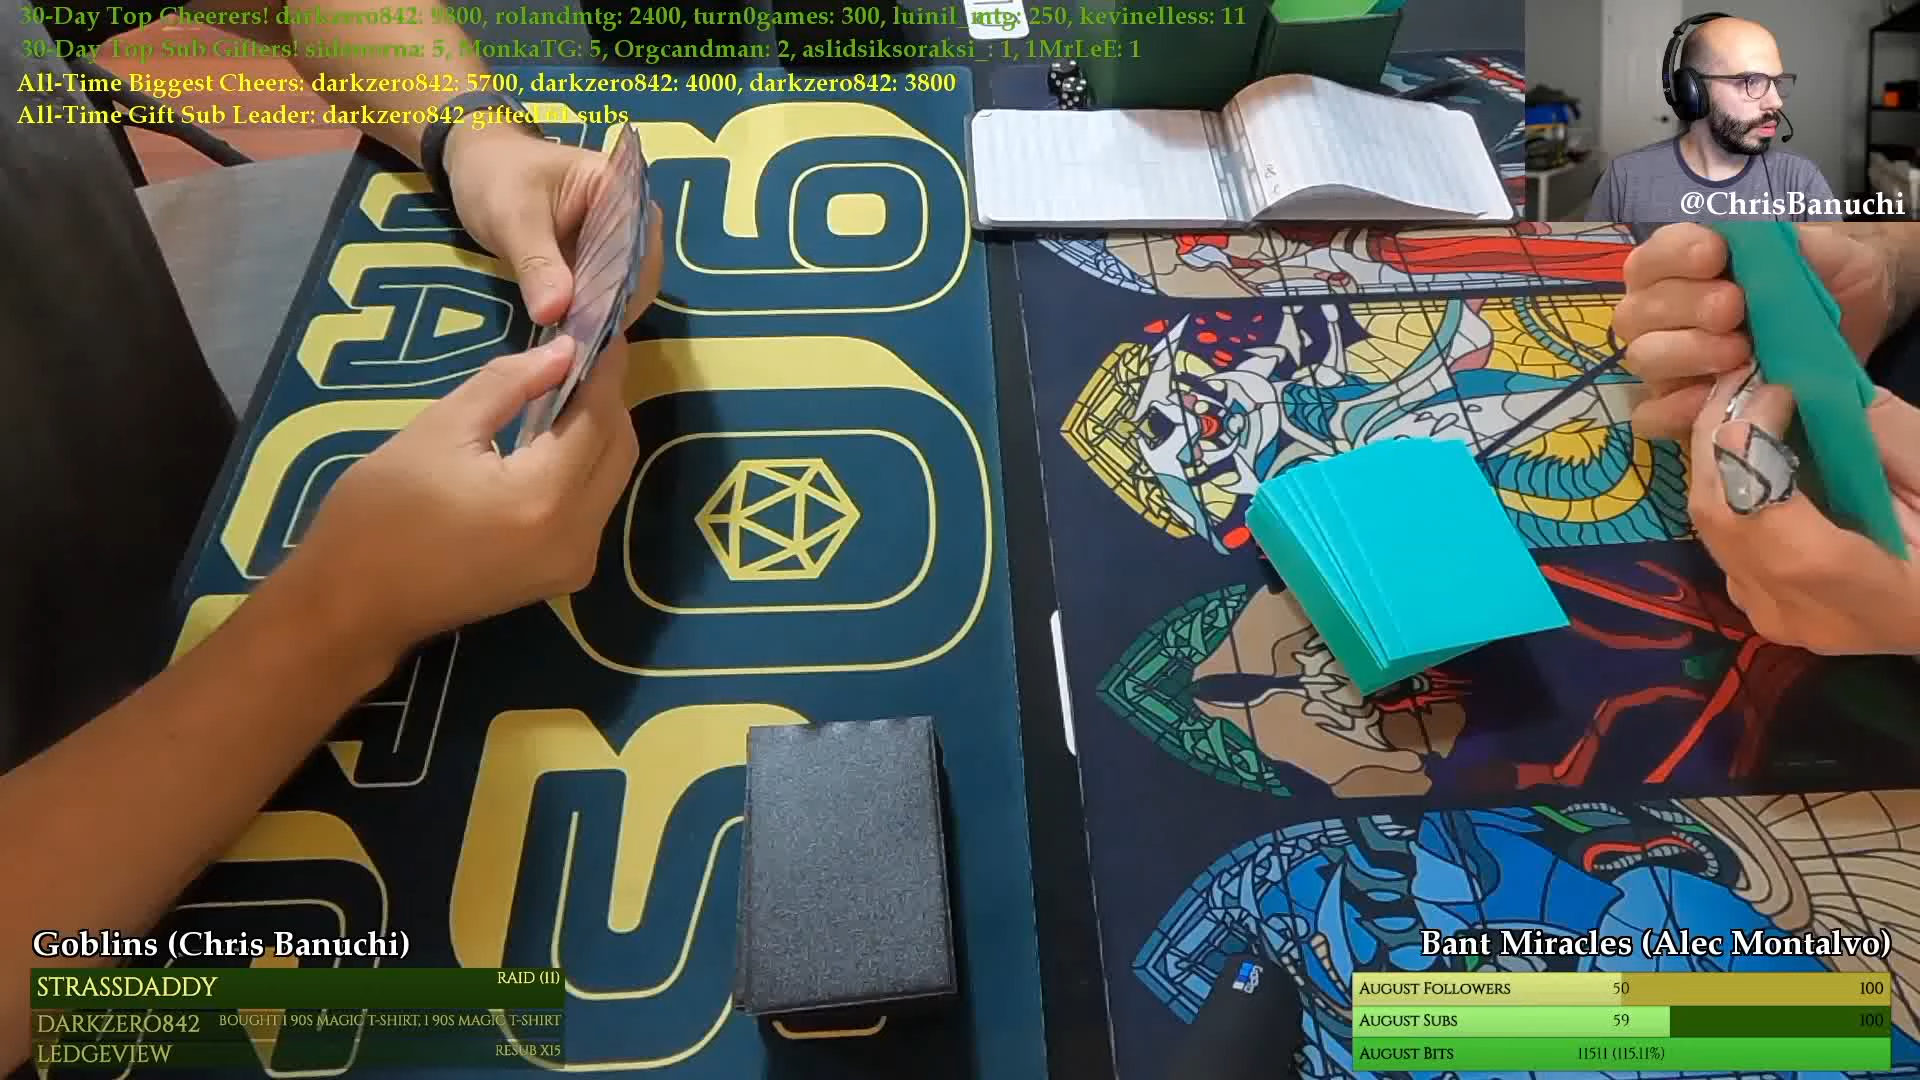 30-Day Top Cheerers! darkzero842: 9800, rolandmtg: 2400, turn0games: 300, luinil_mtg: 250, kevinelless: 11
30-Day Top Sub Gifters! MonkaTG: 5, Orgcandman: 2, aslidsiksoraksi_: 1, 1MrLeE: 1
All-Time Biggest Cheers: darkzero842: 5700, darkzero842: 4000, darkzero842: 3800
All-Time Gift Sub Leader: darkzero842 gifted subs
@ChrisBanuchi
Goblins (Chris Banuchi)
STRASSDADDY RAID (11)
DARKZERO842 BOUGHT 1 90S MAGIC T-SHIRT, 1 90S MAGIC T-SHIRT
LEDGEVIEW RESUB X15
Bant Miracles (Alec Montalvo)
AUGUST FOLLOWERS 50 100
AUGUST SUBS 59 100
AUGUST BITS 11511 (115.11%)